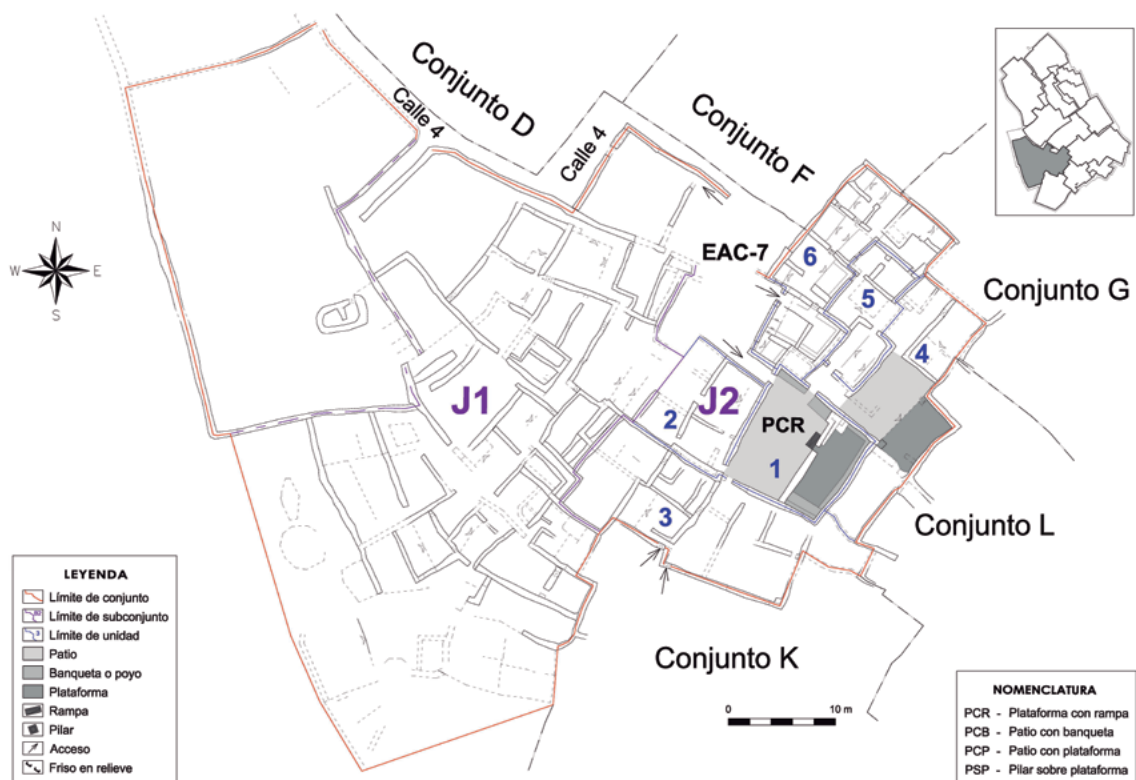 Conjunto D
Calle 4
Calle 4
Conjunto F
EAC-7
6
5
Conjunto G
4
N
W E
S
J1
J2
2
PCR
1
3
Conjunto L
Conjunto K
0 10 m
LEYENDA
Límite de conjunto
Límite de subconjunto
Límite de unidad
Patio
Banqueta o poyo
Plataforma
Rampa
Pilar
Acceso
Friso en relieve
NOMENCLATURA
PCR - Plataforma con rampa
PCB - Patio con banqueta
PCP - Patio con plataforma
PSP - Pilar sobre plataforma